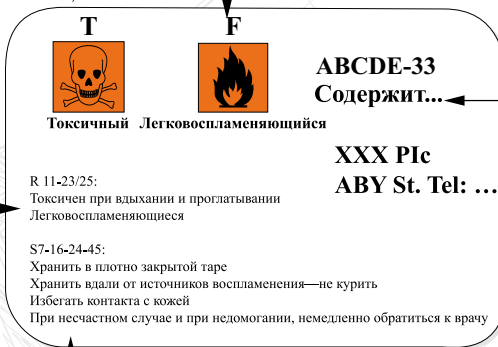 T F
ABCDE-33
Содержит...
Токсичный Легковоспламеняющийся
XXX PIc
ABY St. Tel: ...
R 11-23/25:
Токсичен при вдыхании и проглатывании
Легковоспламеняющиеся
S7-16-24-45:
Хранить в плотно закрытой таре
Хранить вдали от источников воспламенения—не курить
Избегать контакта с кожей
При несчастном случае и при недомогании, немедленно обратиться к врачу